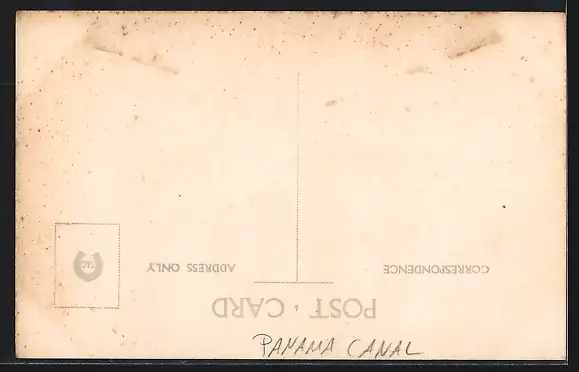 POST CARD
CORRESPONDENCE
ADDRESS ONLY
PANAMA CANAL